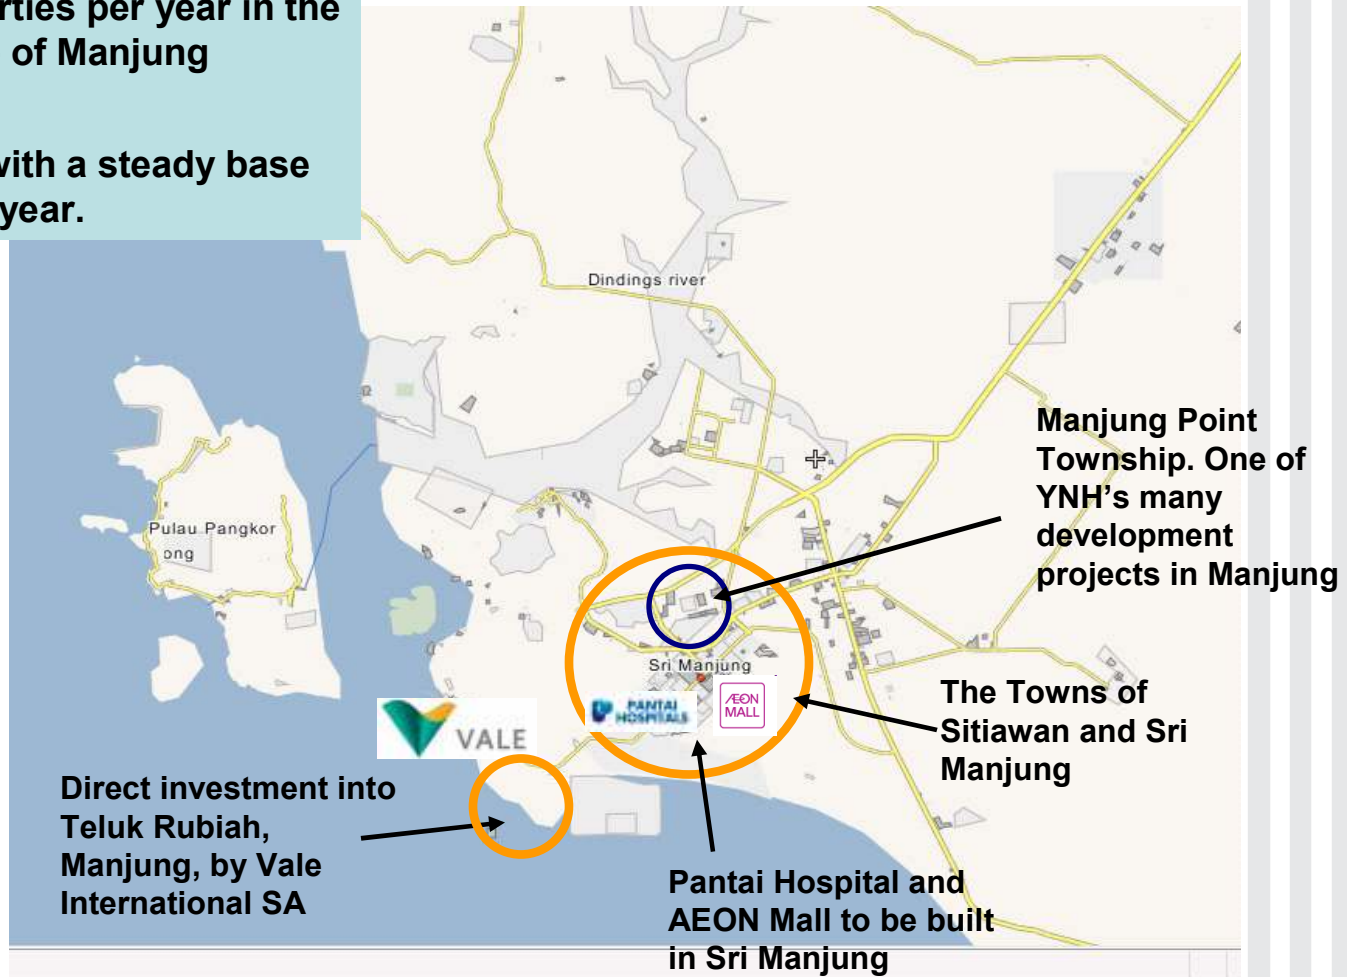 rties per year in the
of Manjung
with a steady base
year.
Dindings river
Manjung Point
Township. One of
YNH's many
development
projects in Manjung
Pulau Pangkor
ong
Sri Manjung
PANTAI
HOSPITALS
ÆON
MALL
VALE
The Towns of
Sitiawan and Sri
Manjung
Direct investment into
Teluk Rubiah,
Manjung, by Vale
International SA
Pantai Hospital and
AEON Mall to be built
in Sri Manjung